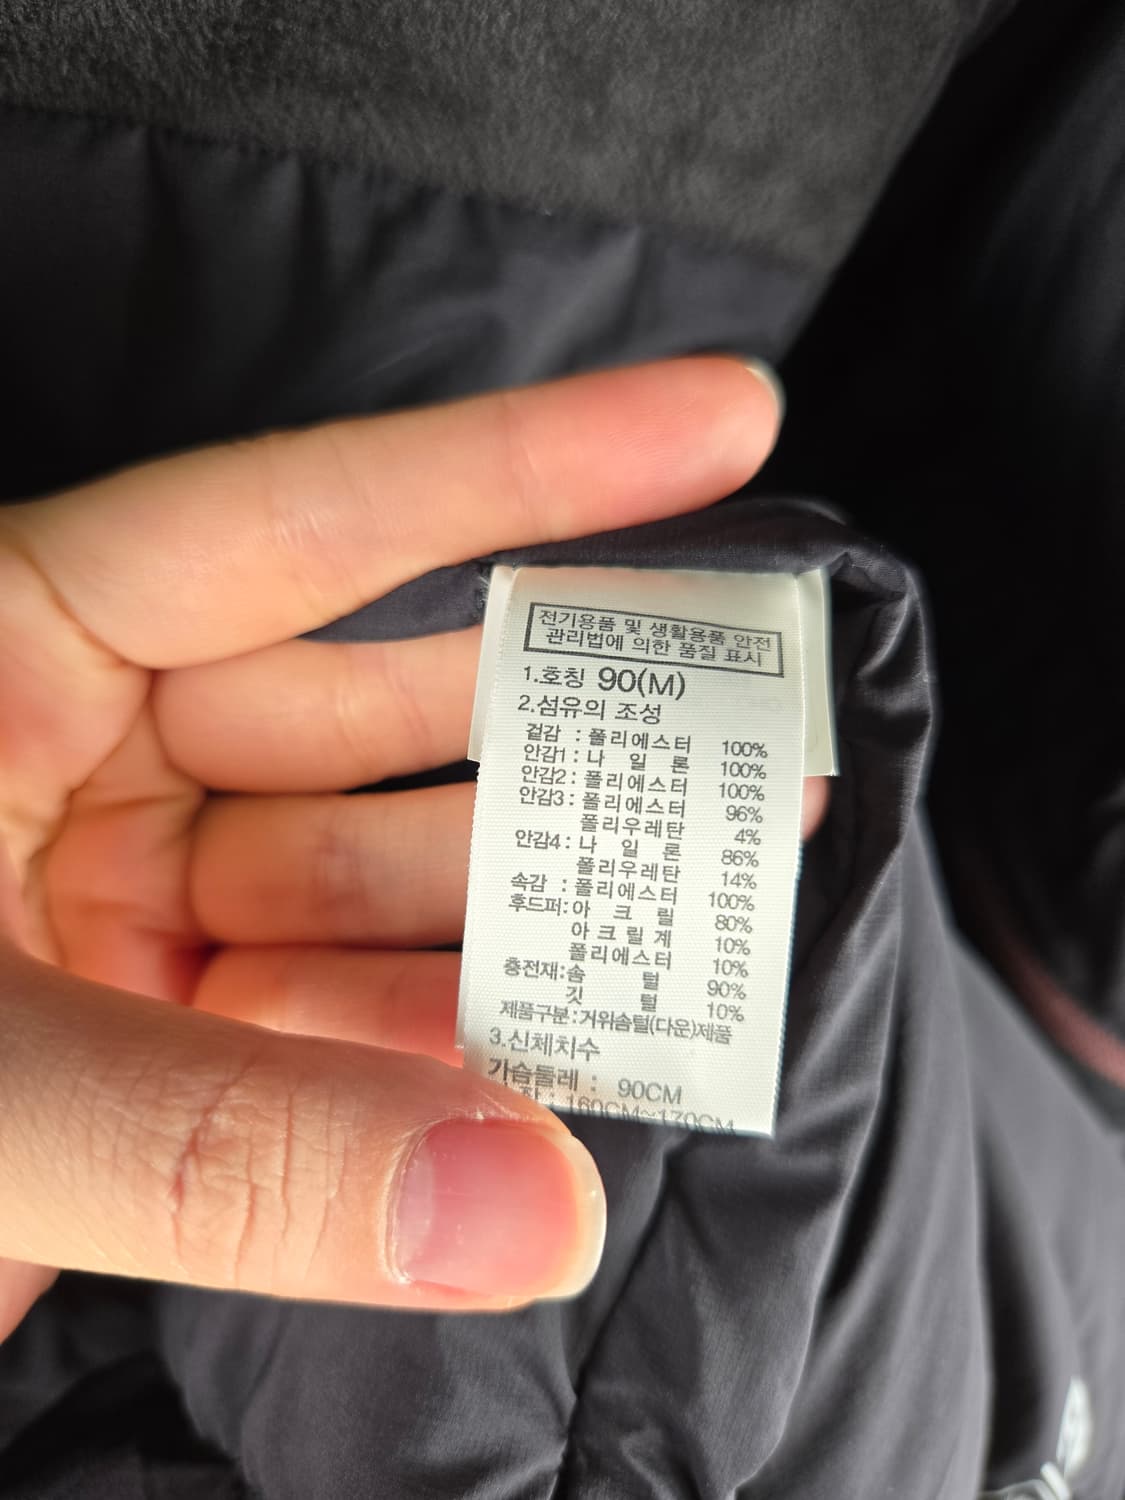 전기용품 및 생활용품 안전
관리법에 의한 품질 표시
1.호칭 90(M)
2.섬유의 조성
겉감 : 폴리에스터 100%
안감1 : 나 일 론 100%
안감2 : 폴리에스터 100%
안감3 : 폴리에스터 96%
폴리우레탄 4%
안감4 : 나 일 론 86%
폴리우레탄 14%
속감 : 폴리에스터 100%
후드퍼: 아 크 릴 80%
아크릴계 10%
폴리에스터 10%
충전재: 솜 털 90%
깃 털 10%
제품구분 : 거위솜털(다운)제품
3.신체치수
가슴둘레 : 90CM
: 160CM~170CM